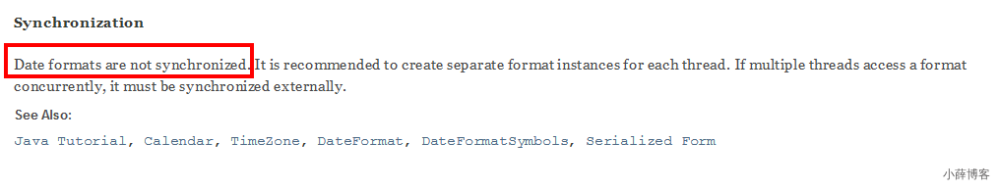 Synchronization
Date formats are not synchronized. It is recommended to create separate format instances for each thread. If multiple threads access a format
concurrently, it must be synchronized externally.
See Also:
Java Tutorial, Calendar, TimeZone, DateFormat, DateFormatSymbols, Serialized Form
小薛博客